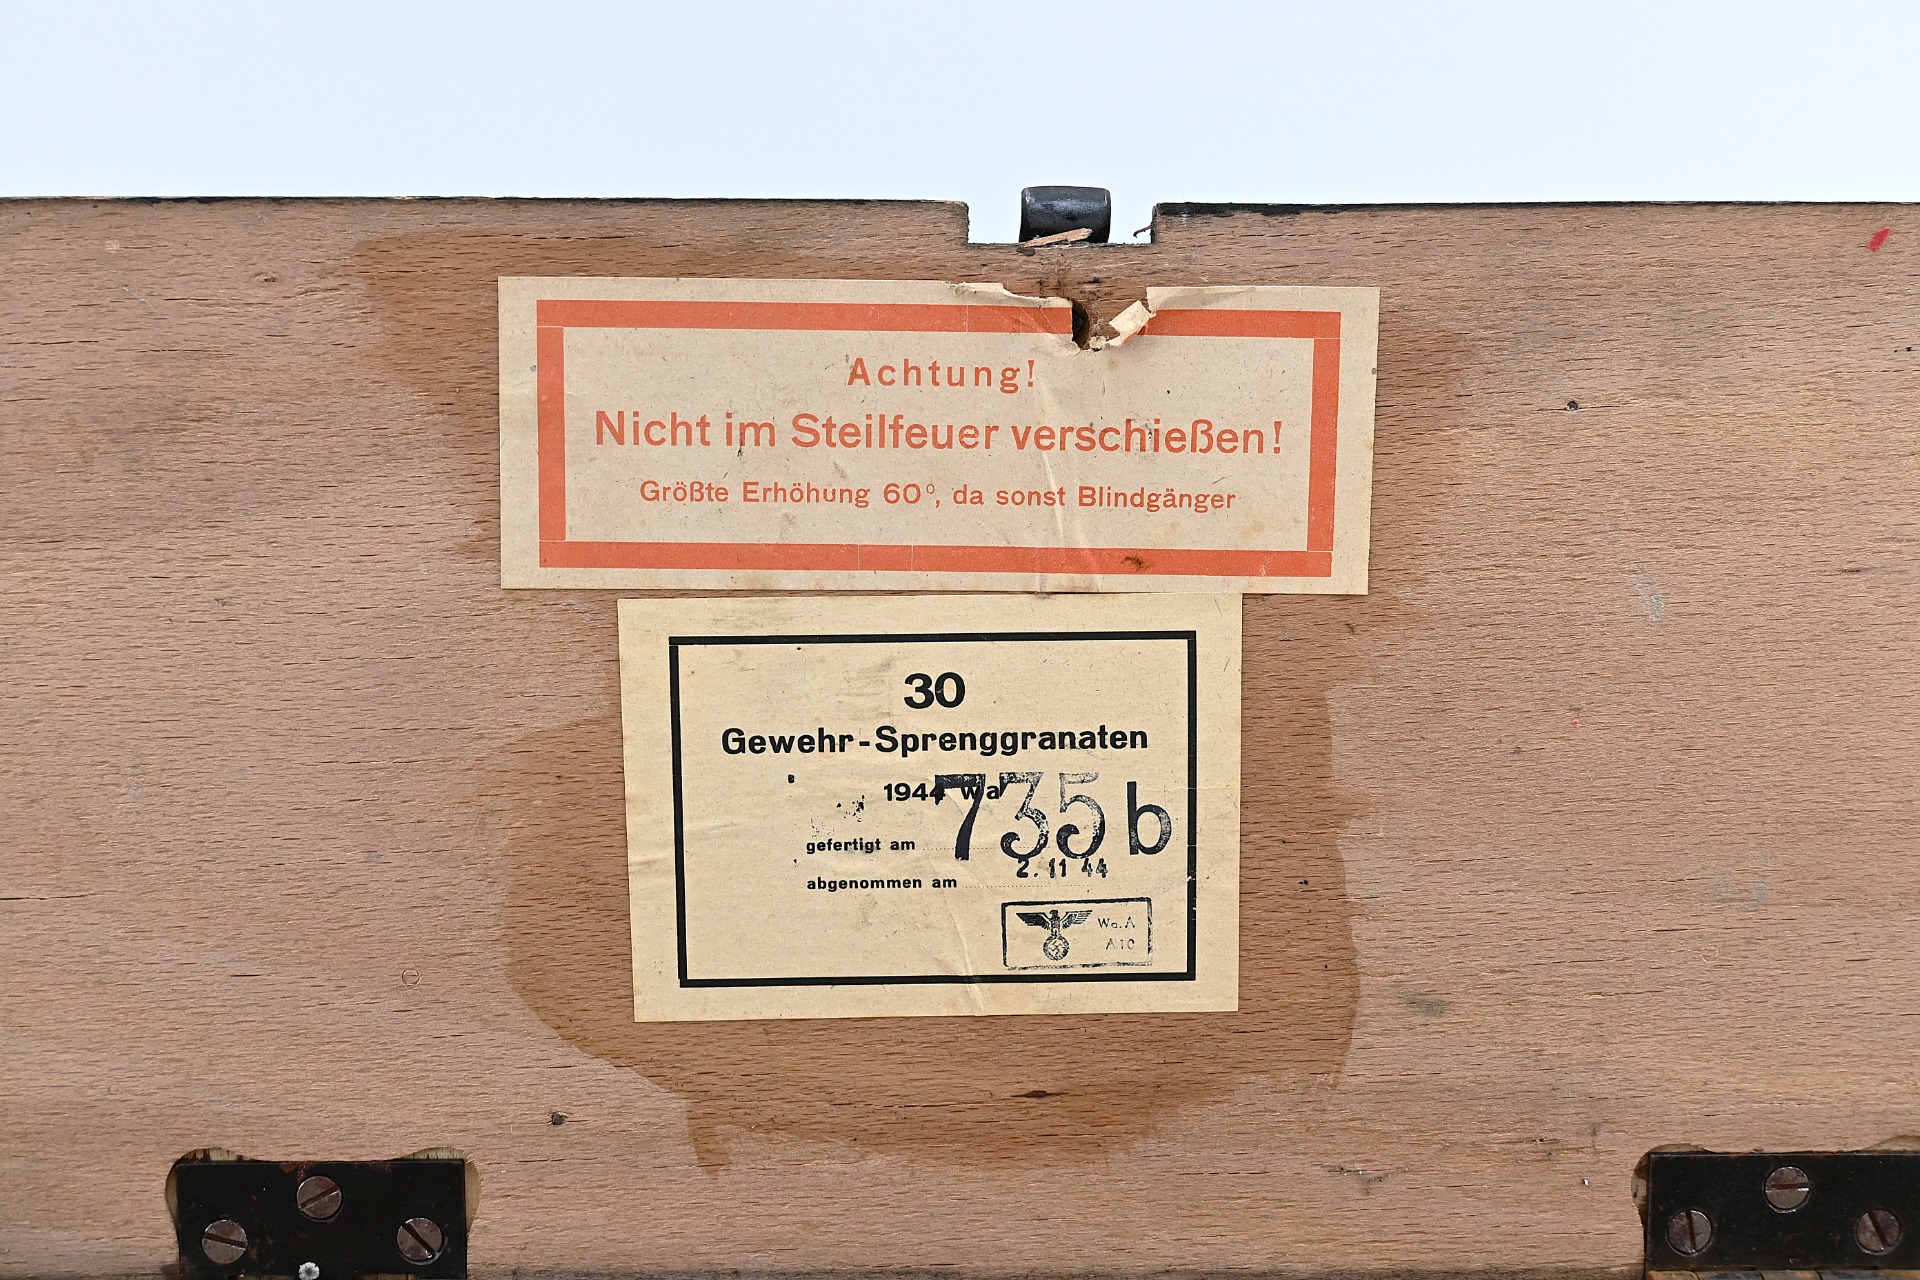 Achtung!
Nicht im Steilfeuer verschießen!
Größte Erhöhung 60°, da sonst Blindgänger
30
Gewehr-Sprenggranaten
1944 wa
735 b
gefertigt am
2. 11 44
abgenommen am
Wa.A
A10